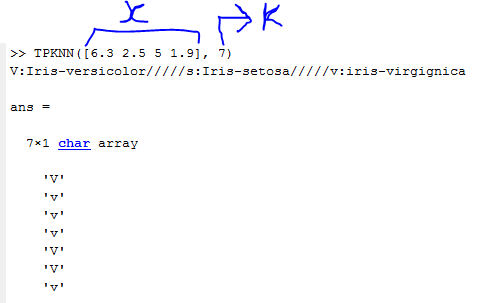 x K
>> TPKNN([6.3 2.5 5 1.9], 7)
V:Iris-versicolor/////s:Iris-setosa/////v:iris-virgignica
ans =
7×1 char array
'V'
'v'
'v'
'v'
'V'
'V'
'v'